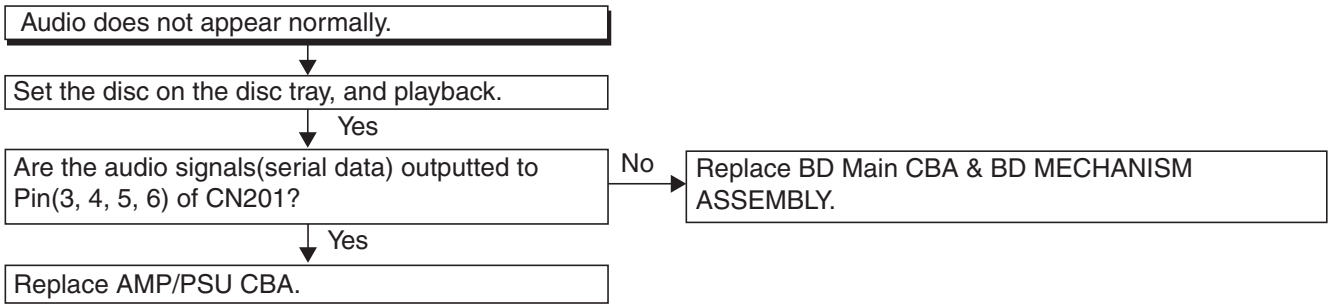 Audio does not appear normally.
Set the disc on the disc tray, and playback.
Yes
Are the audio signals(serial data) outputted to
Pin(3, 4, 5, 6) of CN201?
No
Replace BD Main CBA & BD MECHANISM
ASSEMBLY.
Yes
Replace AMP/PSU CBA.